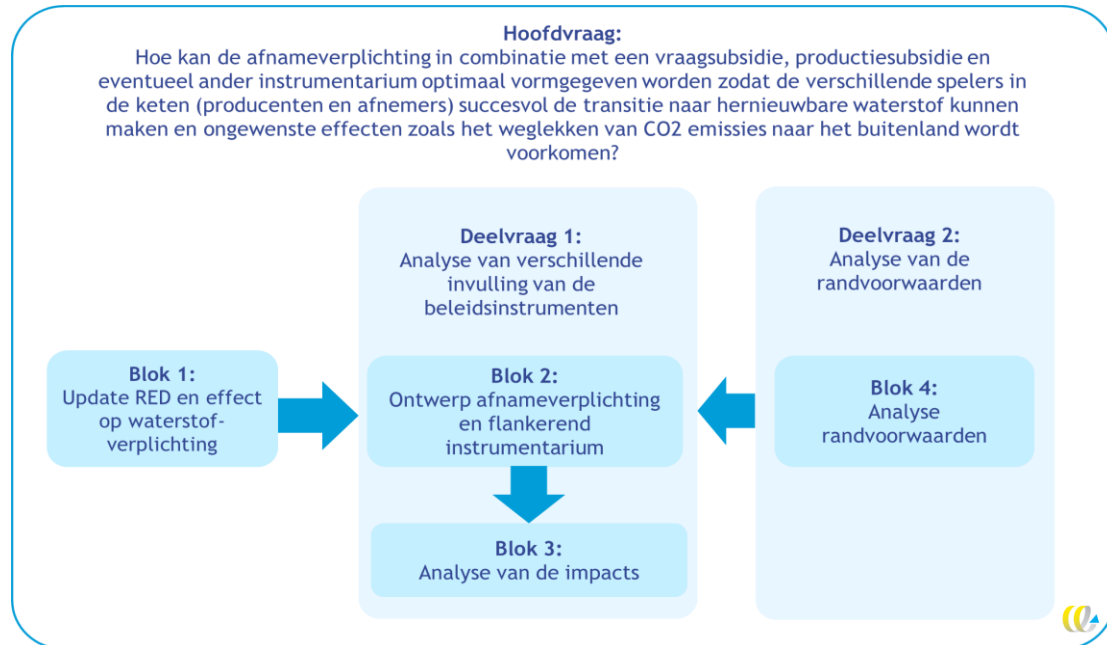 Hoofdvraag:
Hoe kan de afnameverplichting in combinatie met een vraagsubsidie, productiesubsidie en
eventueel ander instrumentarium optimaal vormgegeven worden zodat de verschillende spelers in
de keten (producenten en afnemers) succesvol de transitie naar hernieuwbare waterstof kunnen
maken en ongewenste effecten zoals het weglekken van CO2 emissies naar het buitenland wordt
voorkomen?
Deelvraag 1:
Analyse van verschillende
invulling van de
beleidsinstrumenten
Deelvraag 2:
Analyse van de
randvoorwaarden
Blok 1:
Update RED en effect
op waterstof-
verplichting
Blok 2:
Ontwerp afnameverplichting
en flankerend
instrumentarium
Blok 4:
Analyse
randvoorwaarden
Blok 3:
Analyse van de impacts